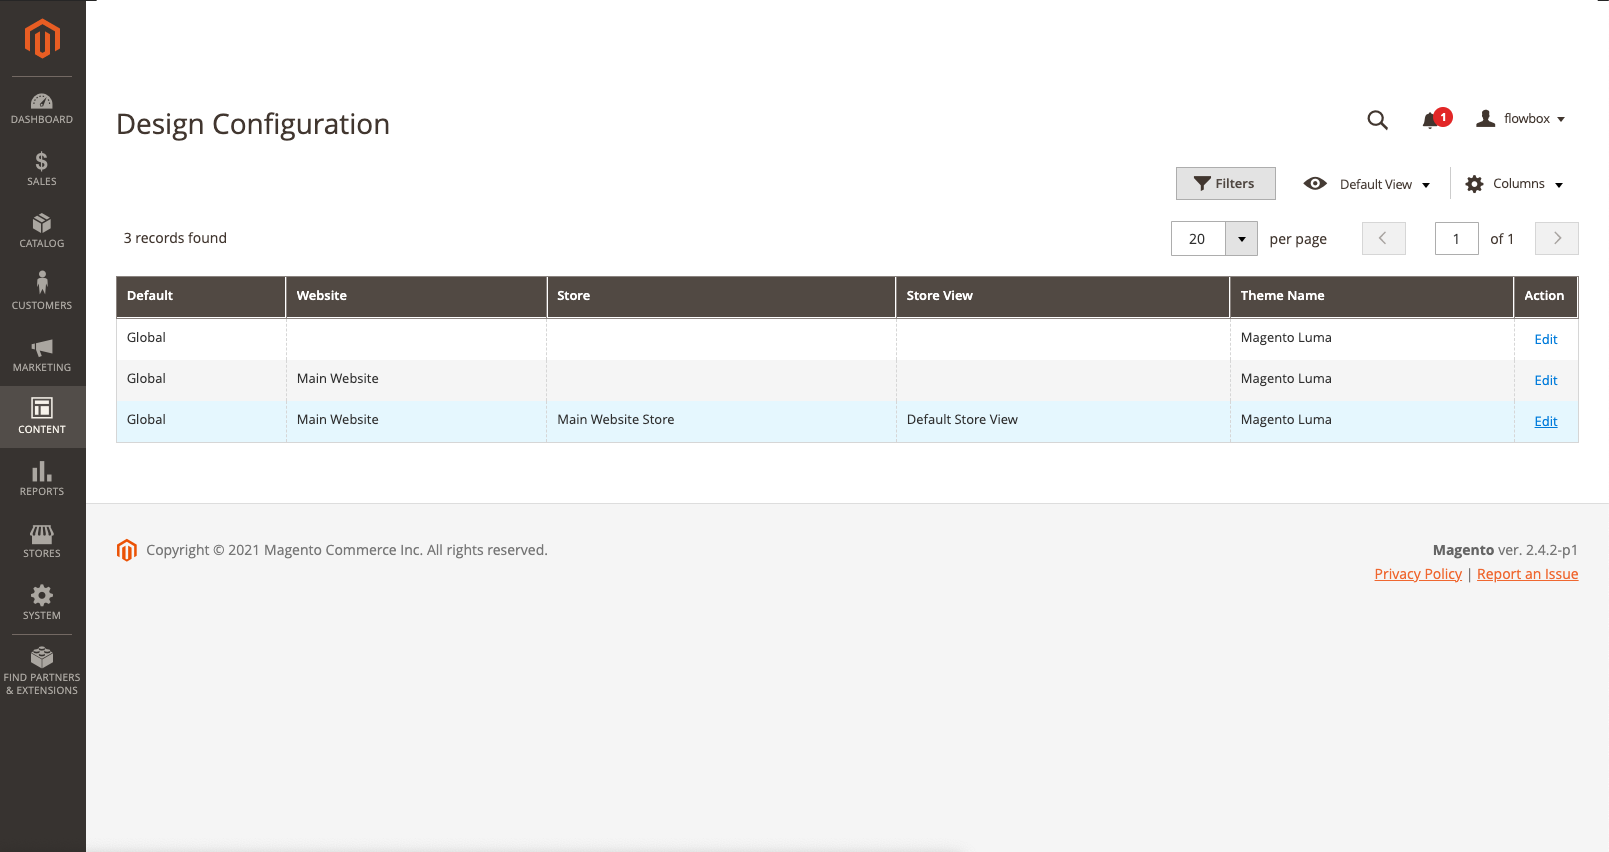 DASHBOARD
SALES
CATALOG
CUSTOMERS
MARKETING
CONTENT
REPORTS
STORES
SYSTEM
FIND PARTNERS
& EXTENSIONS
Design Configuration
1
flowbox
Filters
Default View
Columns
3 records found
20 per page
1 of 1
Default Website Store Store View Theme Name Action
Global Magento Luma Edit
Global Main Website Magento Luma Edit
Global Main Website Main Website Store Default Store View Magento Luma Edit
Copyright © 2021 Magento Commerce Inc. All rights reserved.
Magento ver. 2.4.2-p1
Privacy Policy | Report an Issue